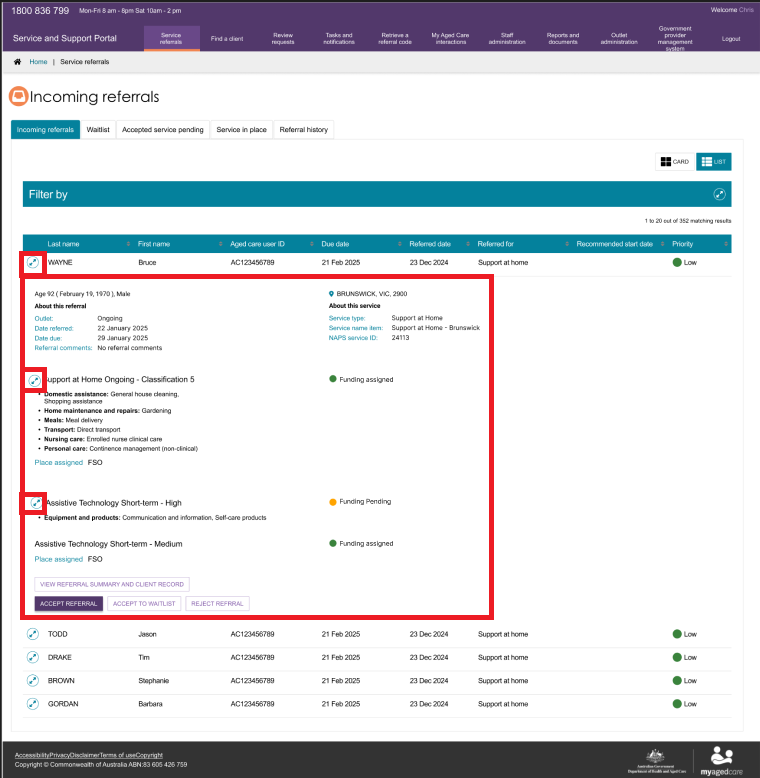 1800 836 799 Mon-Fri 8 am - 8pm Sat 10am - 2 pm Welcome Chris
Service and Support Portal
Service referrals
Find a client
Review requests
Tasks and notifications
Retrieve a referral code
My Aged Care interactions
Staff administration
Reports and documents
Outlet administration
Government provider management system
Logout
Home | Service referrals
Incoming referrals
Incoming referrals Waitlist Accepted service pending Service in place Referral history
CARD LIST
Filter by
1 to 20 out of 352 matching results
Last name First name Aged care user ID Due date Referred date Referred for Recommended start date Priority
WAYNE Bruce AC123456789 21 Feb 2025 23 Dec 2024 Support at home Low
Age 92 ( February 19, 1970 ), Male
About this referral
Outlet: Ongoing
Date referred: 22 January 2025
Date due: 29 January 2025
Referral comments: No referral comments
BRUNSWICK, VIC, 2900
About this service
Service type: Support at Home
Service name item: Support at Home - Brunswick
NAPS service ID: 24113
Support at Home Ongoing - Classification 5 Funding assigned
• Domestic assistance: General house cleaning,
Shopping assistance
• Home maintenance and repairs: Gardening
• Meals: Meal delivery
• Transport: Direct transport
• Nursing care: Enrolled nurse clinical care
• Personal care: Continence management (non-clinical)
Place assigned FSO
Assistive Technology Short-term - High Funding Pending
• Equipment and products: Communication and information, Self-care products
Assistive Technology Short-term - Medium Funding assigned
Place assigned FSO
VIEW REFERRAL SUMMARY AND CLIENT RECORD
ACCEPT REFERRAL ACCEPT TO WAITLIST REJECT REFRRAL
TODD Jason AC123456789 21 Feb 2025 23 Dec 2024 Support at home Low
DRAKE Tim AC123456789 21 Feb 2025 23 Dec 2024 Support at home Low
BROWN Stephanie AC123456789 21 Feb 2025 23 Dec 2024 Support at home Low
GORDAN Barbara AC123456789 21 Feb 2025 23 Dec 2024 Support at home Low
AccessibilityPrivacyDisclaimerTerms of useCopyright
Copyright © Commonwealth of Australia ABN:83 605 426 759
Australian Government
Department of Health and Aged Care
myagedcare